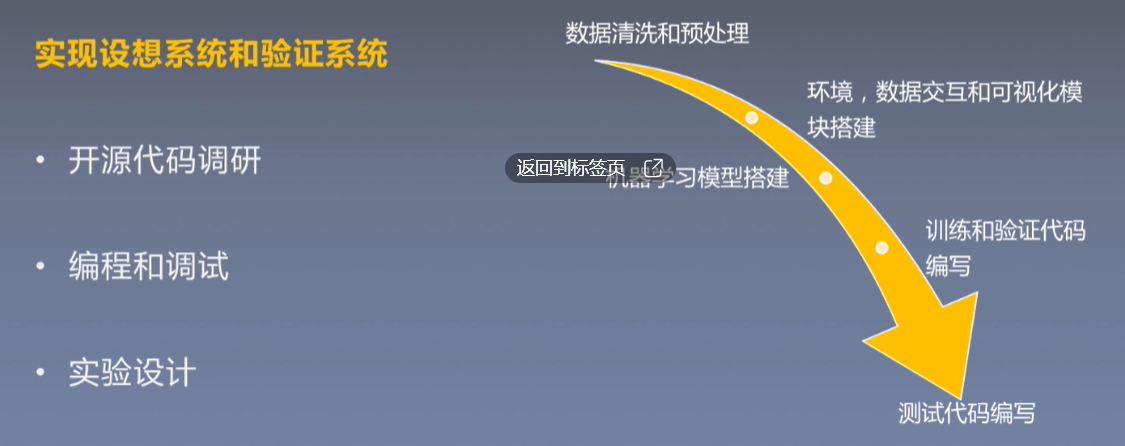 实现设想系统和验证系统
• 开源代码调研
• 编程和调试
• 实验设计
数据清洗和预处理
环境，数据交互和可视化模
块搭建
返回到标签页
机器学习模型搭建
训练和验证代码
编写
测试代码编写